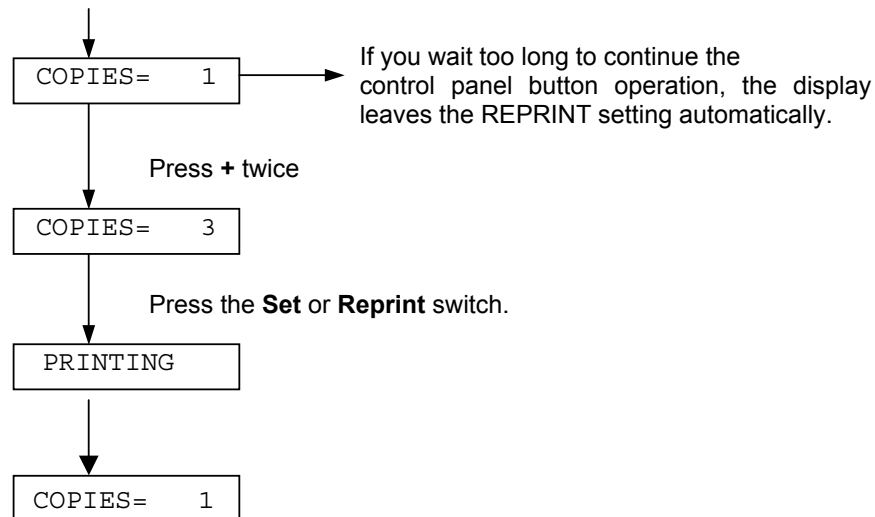 COPIES= 1
If you wait too long to continue the
control panel button operation, the display
leaves the REPRINT setting automatically.
Press + twice
COPIES= 3
Press the Set or Reprint switch.
PRINTING
COPIES= 1